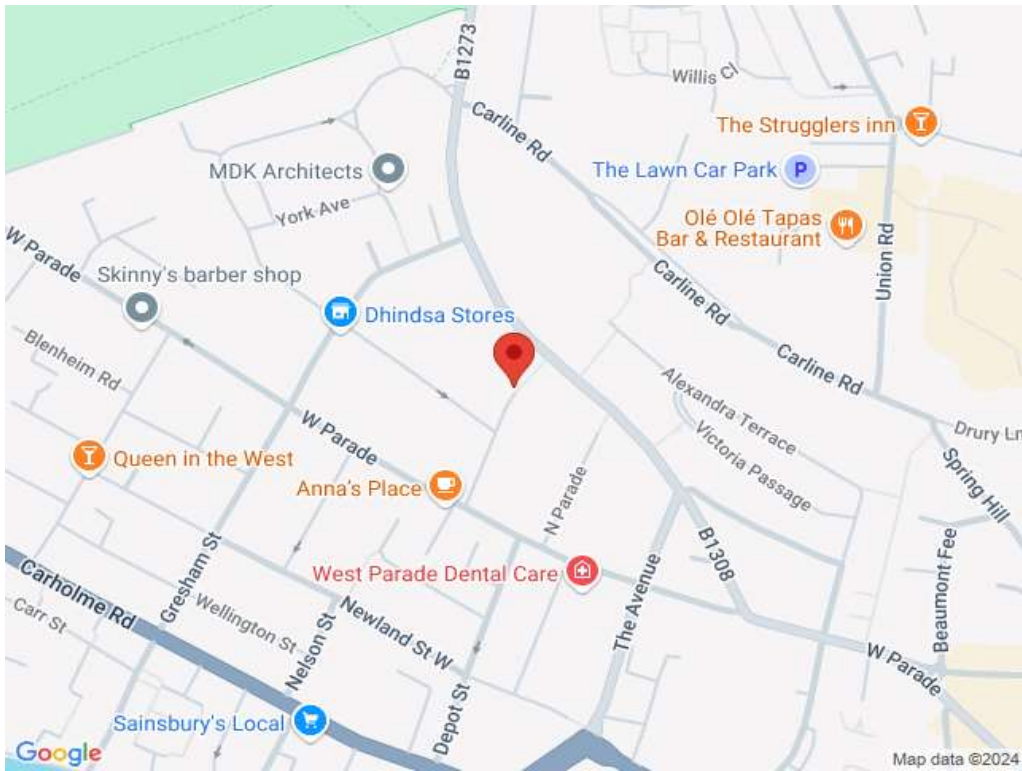 B1273
Willis Cl
Carline Rd
The Strugglers inn
MDK Architects
The Lawn Car Park
P
York Ave
Olé Olé Tapas
Bar & Restaurant
W Parade
Union Rd
Carline Rd
Skinny's barber shop
Dhindsa Stores
Blenheim Rd
Carline Rd
Alexandra Terrace
W Parade
Drury Ln
Victoria Passage
Queen in the West
Spring Hill
Anna's Place
N Parade
B1308
Gresham St
West Parade Dental Care
The Avenue
Beaumont Fee
Carholme Rd
Carr St
Wellington St
Nelson St
Newland St W
W Parade
Depot St
Sainsbury's Local
Google
Map data ©2024